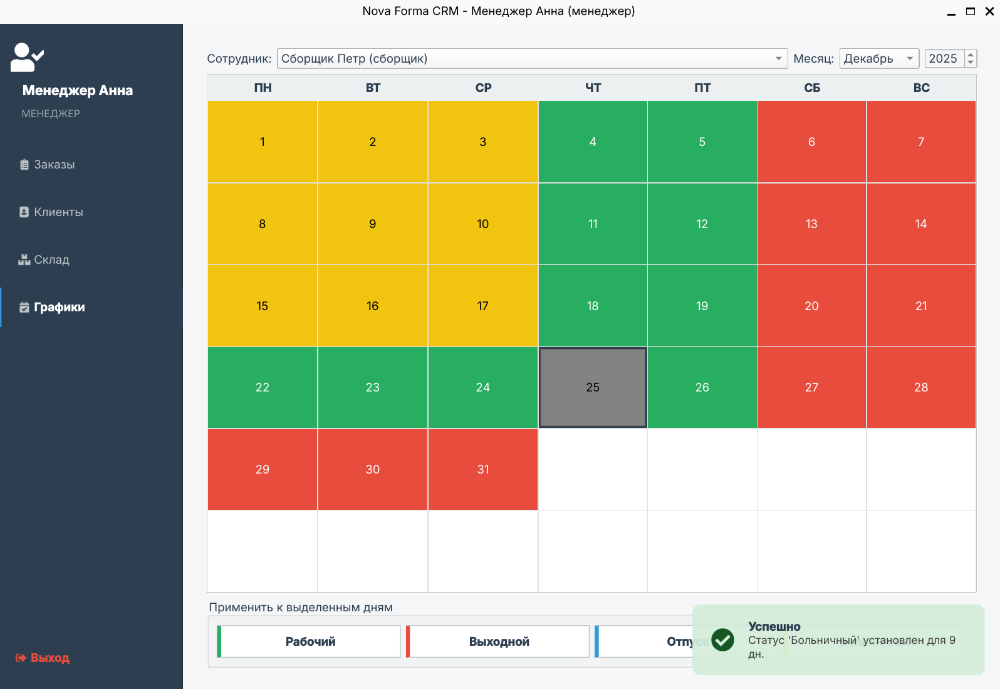 Nova Forma CRM - Менеджер Анна (менеджер)
Менеджер Анна
МЕНЕДЖЕР
Заказы
Клиенты
Склад
Графики
Выход
Сотрудник: Сборщик Петр (сборщик) Месяц: Декабрь 2025
ПН ВТ СР ЧТ ПТ СБ ВС
1 2 3 4 5 6 7
8 9 10 11 12 13 14
15 16 17 18 19 20 21
22 23 24 25 26 27 28
29 30 31
Применить к выделенным дням
Рабочий Выходной Отпуск
Успешно
Статус 'Больничный' установлен для 9
дн.